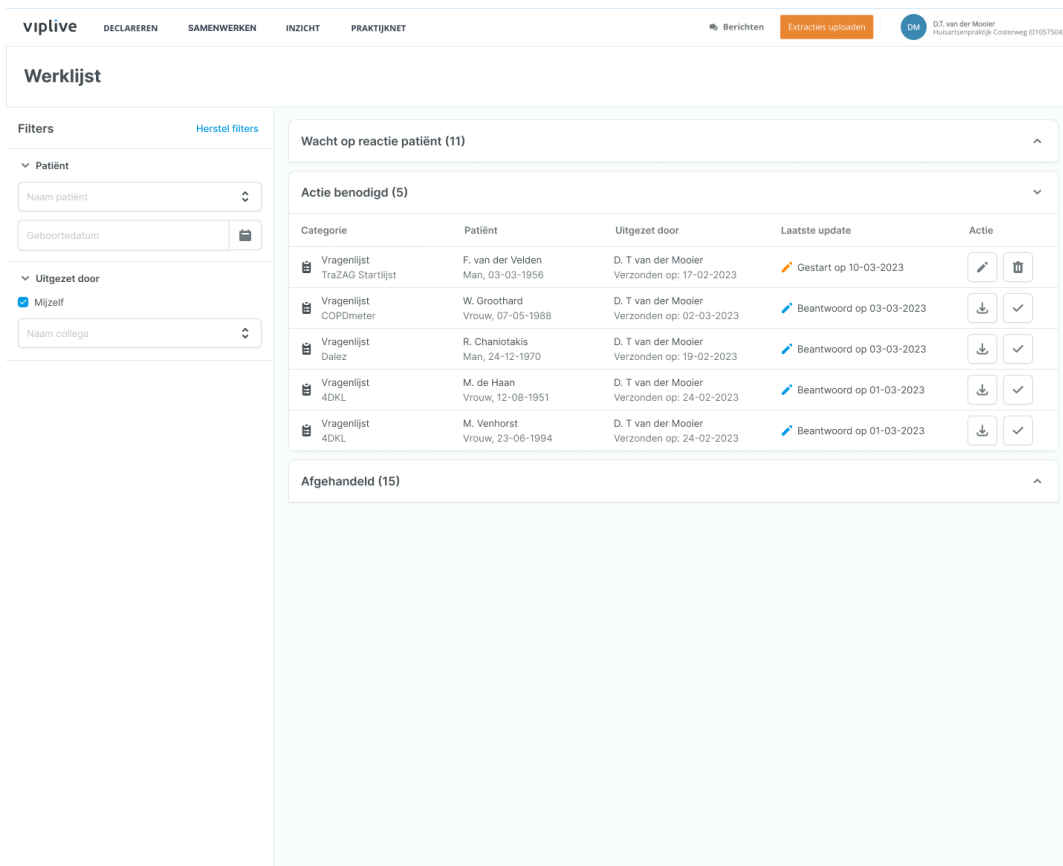 viplive
DECLAREREN
SAMENWERKEN
INZICHT
PRAKTIJKNET
Berichten
Extracties uploaden
DM
D.T. van der Mooier
Huisartsenpraktijk Costerweg (01057504)
Werklijst
Filters
Herstel filters
Patiënt
Naam patiënt
Geboortedatum
Uitgezet door
Mijzelf
Naam collega
Wacht op reactie patiënt (11)
Actie benodigd (5)
Categorie Patiënt Uitgezet door Laatste update Actie
Vragenlijst F. van der Velden D. T van der Mooier
TraZAG Startlijst Man, 03-03-1956 Verzonden op: 17-02-2023 Gestart op 10-03-2023
Vragenlijst W. Groothard D. T van der Mooier
COPDmeter Vrouw, 07-05-1988 Verzonden op: 02-03-2023 Beantwoord op 03-03-2023
Vragenlijst R. Chaniotakis D. T van der Mooier
Dalez Man, 24-12-1970 Verzonden op: 19-02-2023 Beantwoord op 03-03-2023
Vragenlijst M. de Haan D. T van der Mooier
4DKL Vrouw, 12-08-1951 Verzonden op: 24-02-2023 Beantwoord op 01-03-2023
Vragenlijst M. Venhorst D. T van der Mooier
4DKL Vrouw, 23-06-1994 Verzonden op: 24-02-2023 Beantwoord op 01-03-2023
Afgehandeld (15)